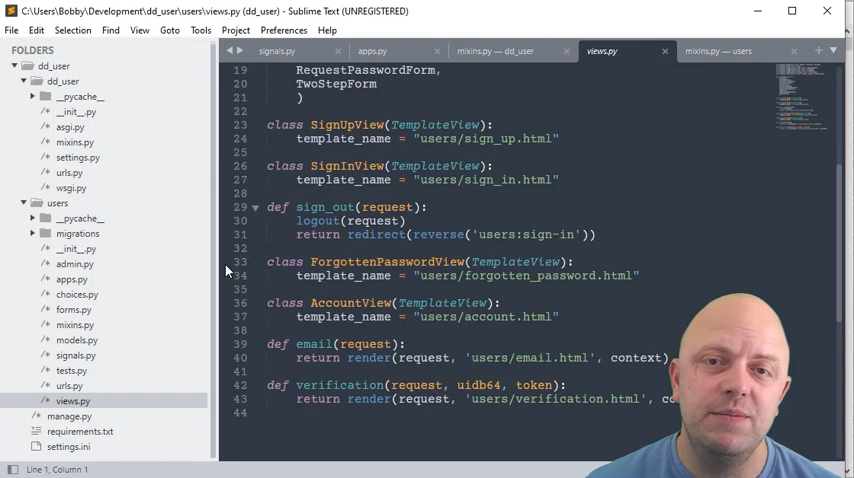 C:\Users\Bobby\Development\dd_user\users\views.py (dd_user) - Sublime Text (UNREGISTERED)
File Edit Selection Find View Goto Tools Project Preferences Help
FOLDERS
dd_user
dd_user
__pycache__
__init__.py
asgi.py
mixins.py
settings.py
urls.py
wsgi.py
users
__pycache__
migrations
__init__.py
admin.py
apps.py
choices.py
forms.py
mixins.py
models.py
signals.py
tests.py
urls.py
views.py
manage.py
requirements.txt
settings.ini
signals.py apps.py mixins.py — dd_user views.py mixins.py — users
19 RequestPasswordForm,
20 TwoStepForm
21 )
22
23 class SignUpView(TemplateView):
24 template_name = "users/sign_up.html"
25
26 class SignInView(TemplateView):
27 template_name = "users/sign_in.html"
28
29 def sign_out(request):
30 logout(request)
31 return redirect(reverse('users:sign-in'))
32
33 class ForgottenPasswordView(TemplateView):
34 template_name = "users/forgotten_password.html"
35
36 class AccountView(TemplateView):
37 template_name = "users/account.html"
38
39 def email(request):
40 return render(request, 'users/email.html', context)
41
42 def verification(request, uidb64, token):
43 return render(request, 'users/verification.html', co
44
Line 1, Column 1